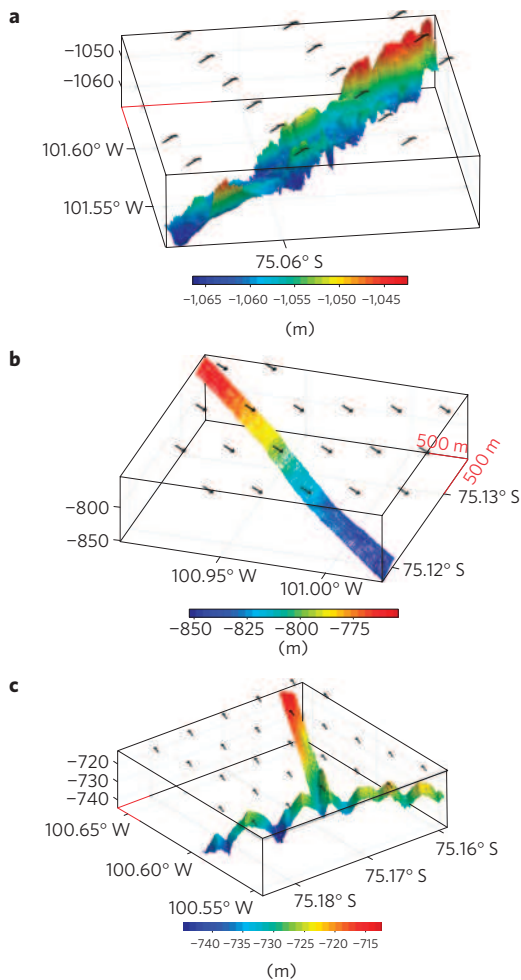 a
−1050
−1060
101.60° W
101.55° W
75.06° S
−1,065 −1,060 −1,055 −1,050 −1,045
(m)
b
500 m
500 m
75.13° S
−800
−850
100.95° W
101.00° W
75.12° S
−850 −825 −800 −775
(m)
c
−720
−730
−740
100.65° W
100.60° W
100.55° W
75.16° S
75.17° S
75.18° S
−740 −735 −730 −725 −720 −715
(m)